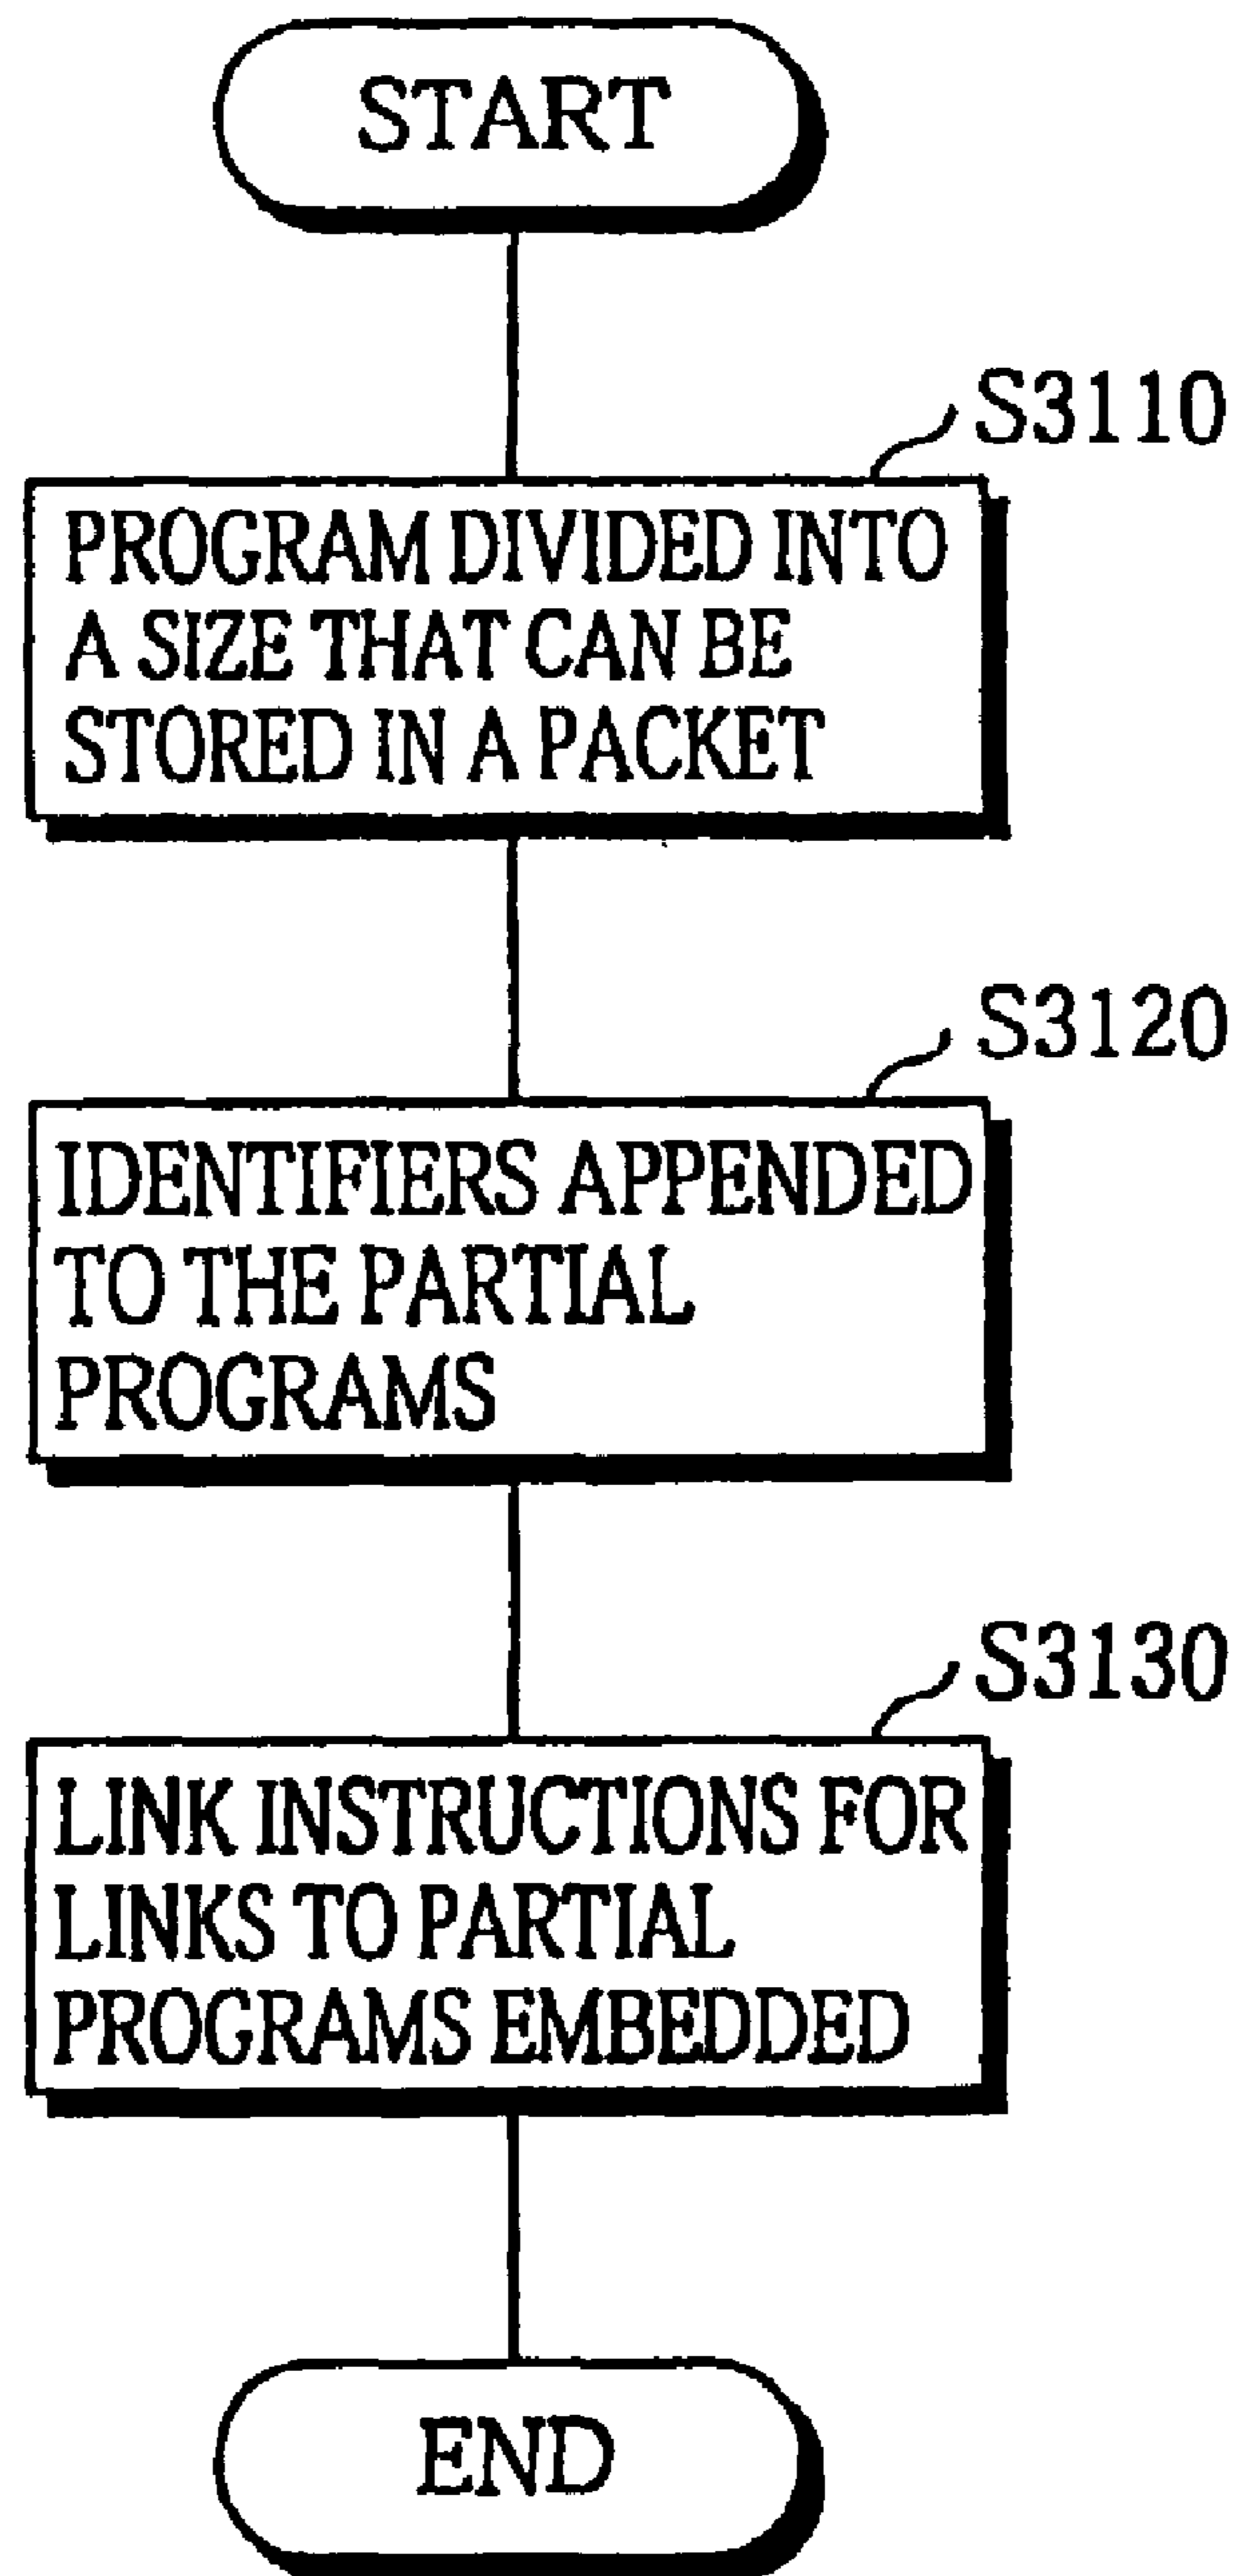 START
S3110
PROGRAM DIVIDED INTO
A SIZE THAT CAN BE
STORED IN A PACKET
S3120
IDENTIFIERS APPENDED
TO THE PARTIAL
PROGRAMS
S3130
LINK INSTRUCTIONS FOR
LINKS TO PARTIAL
PROGRAMS EMBEDDED
END